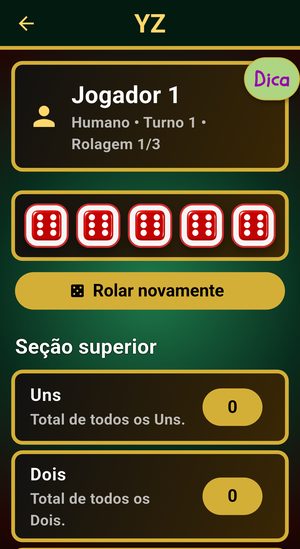 YZ
Dica
Jogador 1
Humano • Turno 1 •
Rolagem 1/3
Rolar novamente
Seção superior
Uns
Total de todos os Uns.
0
Dois
Total de todos os
Dois.
0